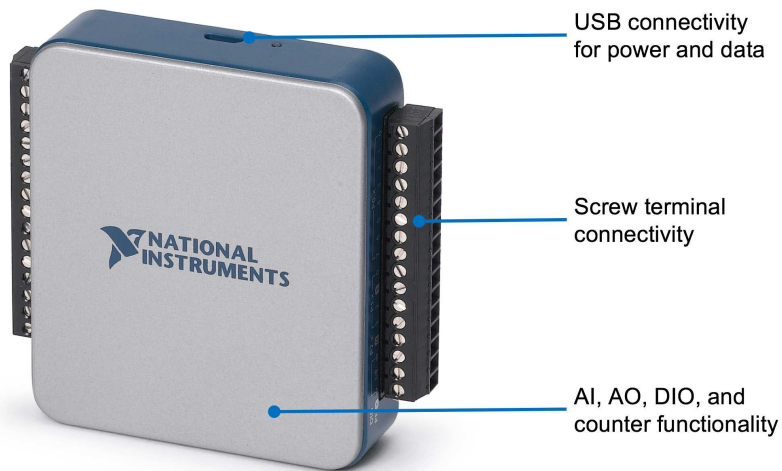 USB connectivity
for power and data
Screw terminal
connectivity
NATIONAL
INSTRUMENTS
AI, AO, DIO, and
counter functionality